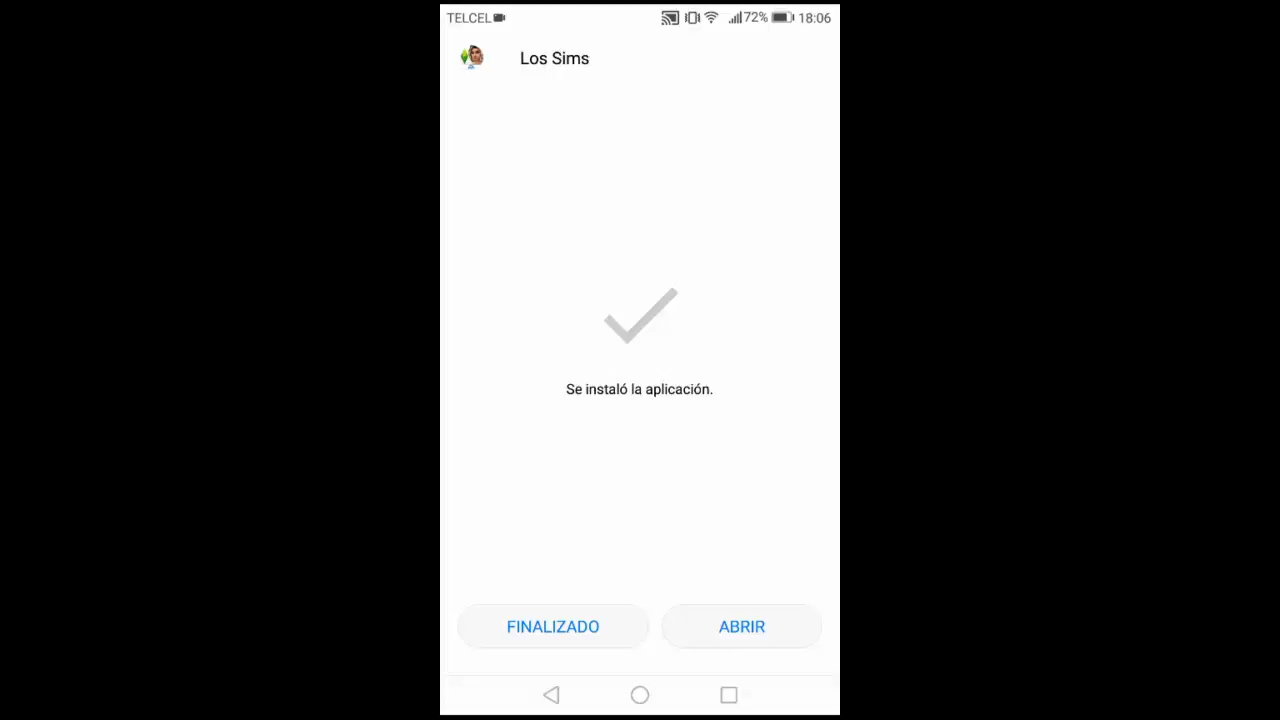 TELCEL 72% 18:06
Los Sims
Se instaló la aplicación.
FINALIZADO ABRIR